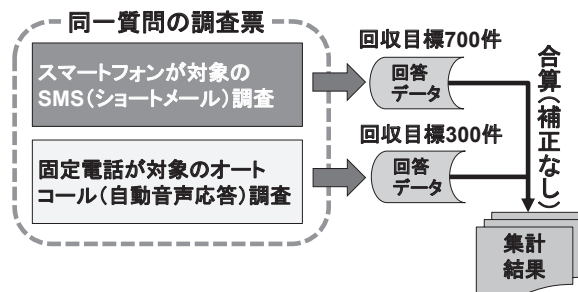 同一質問の調査票
スマートフォンが対象の
SMS(ショートメール)調査
固定電話が対象のオート
コール(自動音声応答)調査
回収目標700件
回答
データ
回収目標300件
回答
データ
合算(補正なし)
集計
結果